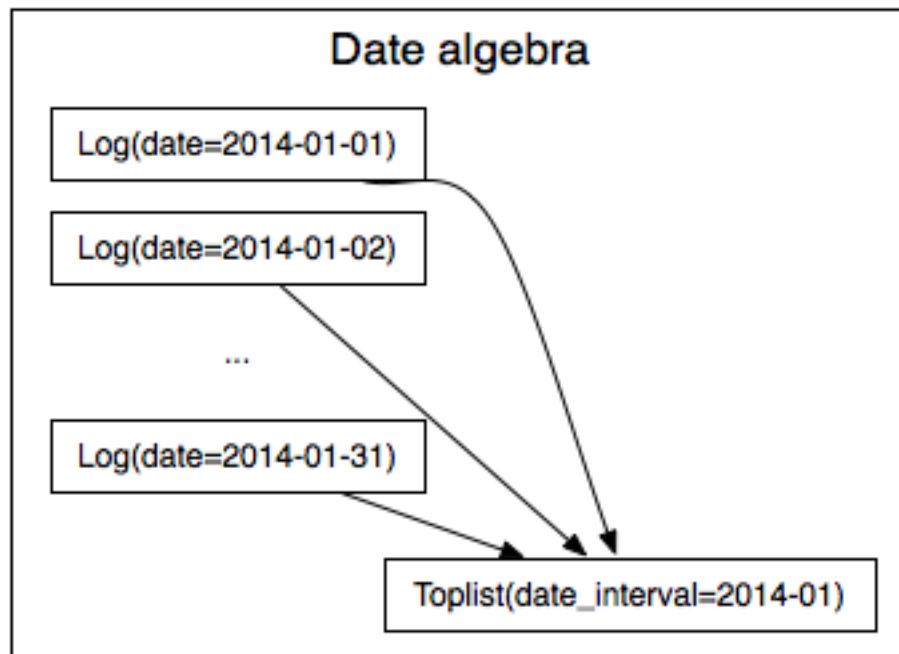 Date algebra
Log(date=2014-01-01)
Log(date=2014-01-02)
...
Log(date=2014-01-31)
Toplist(date_interval=2014-01)